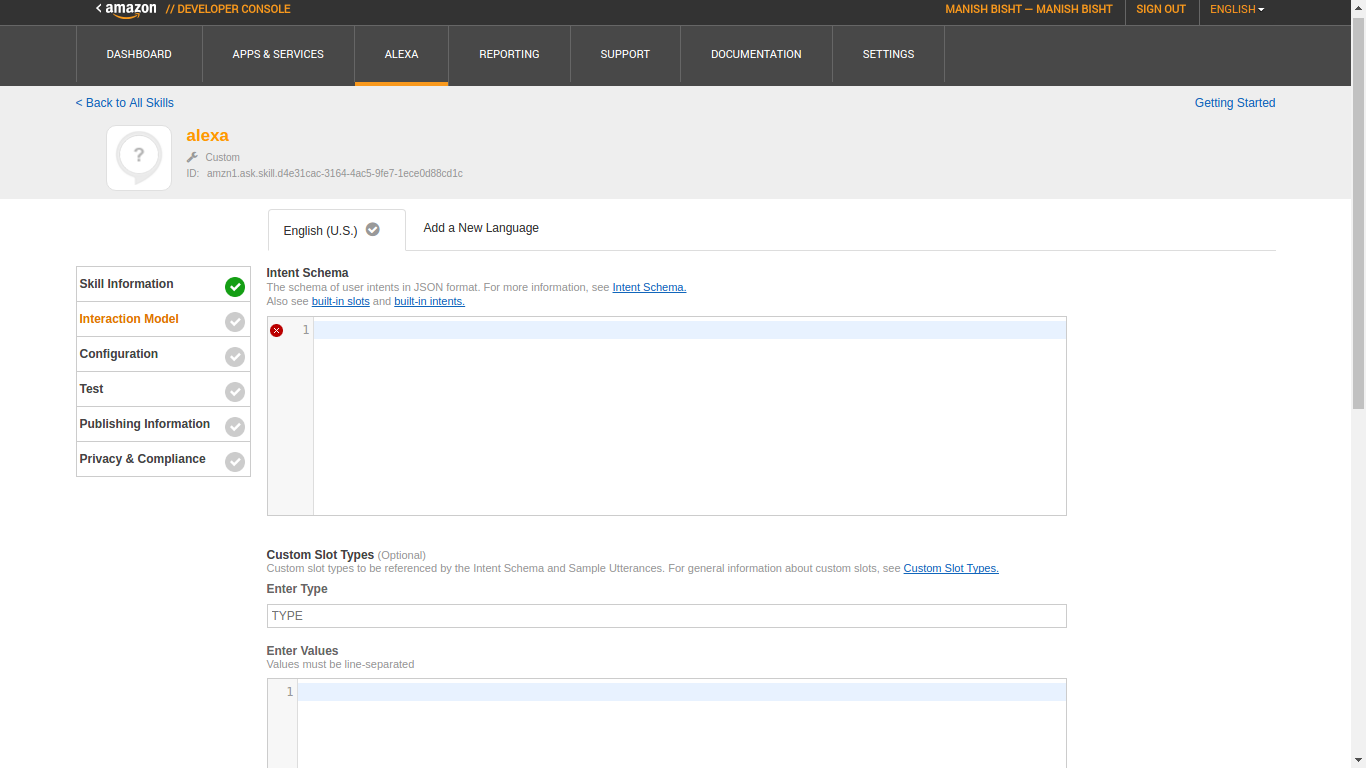 < amazon // DEVELOPER CONSOLE MANISH BISHT — MANISH BISHT SIGN OUT ENGLISH
DASHBOARD APPS & SERVICES ALEXA REPORTING SUPPORT DOCUMENTATION SETTINGS
< Back to All Skills Getting Started
?
alexa
Custom
ID: amzn1.ask.skill.d4e31cac-3164-4ac5-9fe7-1ece0d88cd1c
English (U.S.) Add a New Language
Skill Information
Interaction Model
Configuration
Test
Publishing Information
Privacy & Compliance
Intent Schema
The schema of user intents in JSON format. For more information, see Intent Schema.
Also see built-in slots and built-in intents.
1
Custom Slot Types (Optional)
Custom slot types to be referenced by the Intent Schema and Sample Utterances. For general information about custom slots, see Custom Slot Types.
Enter Type
TYPE
Enter Values
Values must be line-separated
1